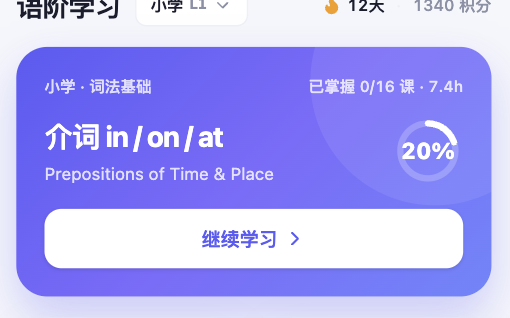 语阶学习 小学 L1 12天 1340 积分
小学 · 词法基础 已掌握 0/16 课 · 7.4h
介词 in / on / at
20%
Prepositions of Time & Place
继续学习